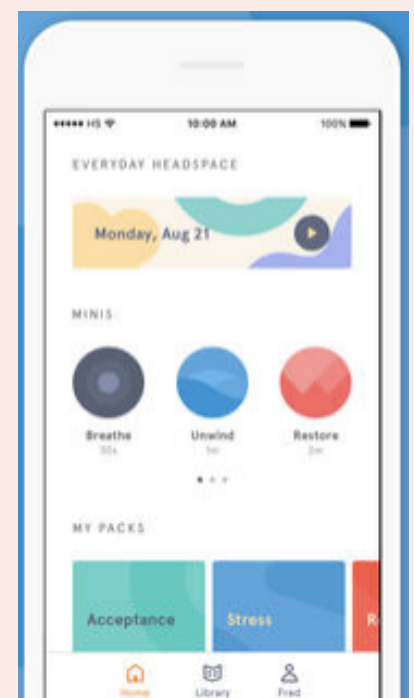 HS 10:00 AM 100%
EVERYDAY HEADSPACE
Monday, Aug 21
MINIS
Breathe Unwind Restore
30s 1m 2m
MY PACKS
Acceptance Stress R
Home Library Fred